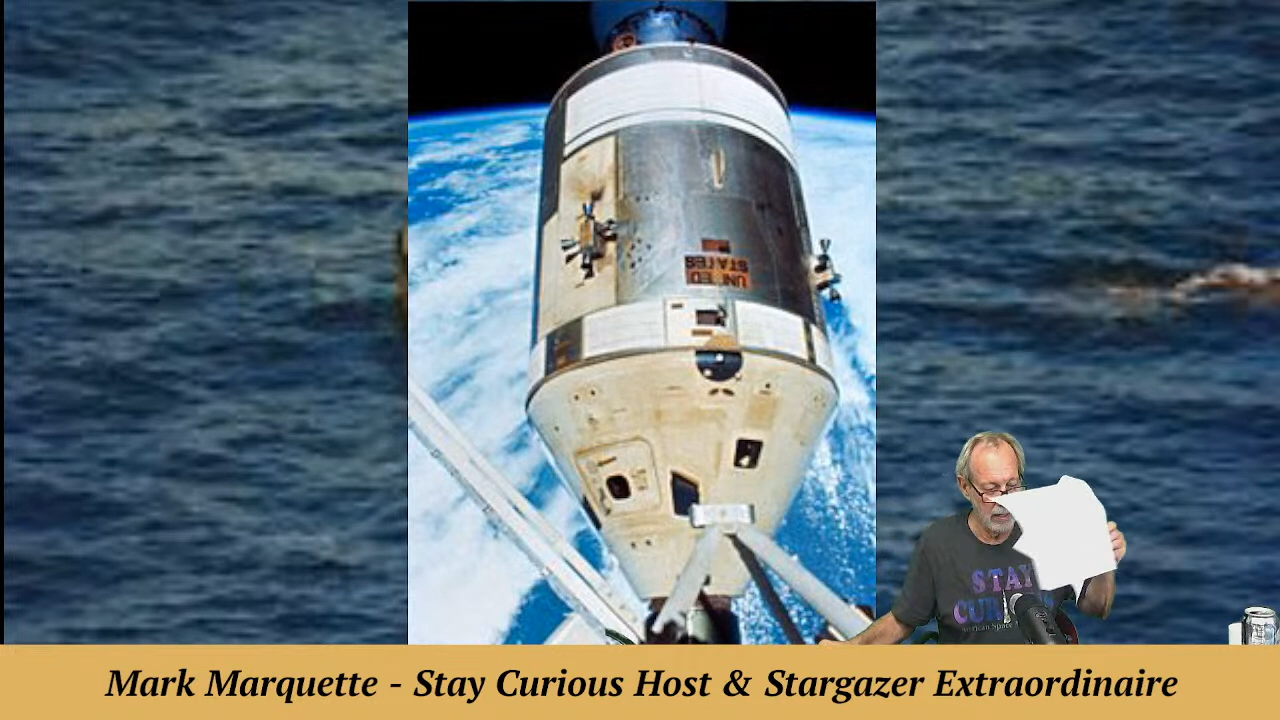 UNITED
STATES
STAY
CURIOUS
Mark Marquette - Stay Curious Host & Stargazer Extraordinaire